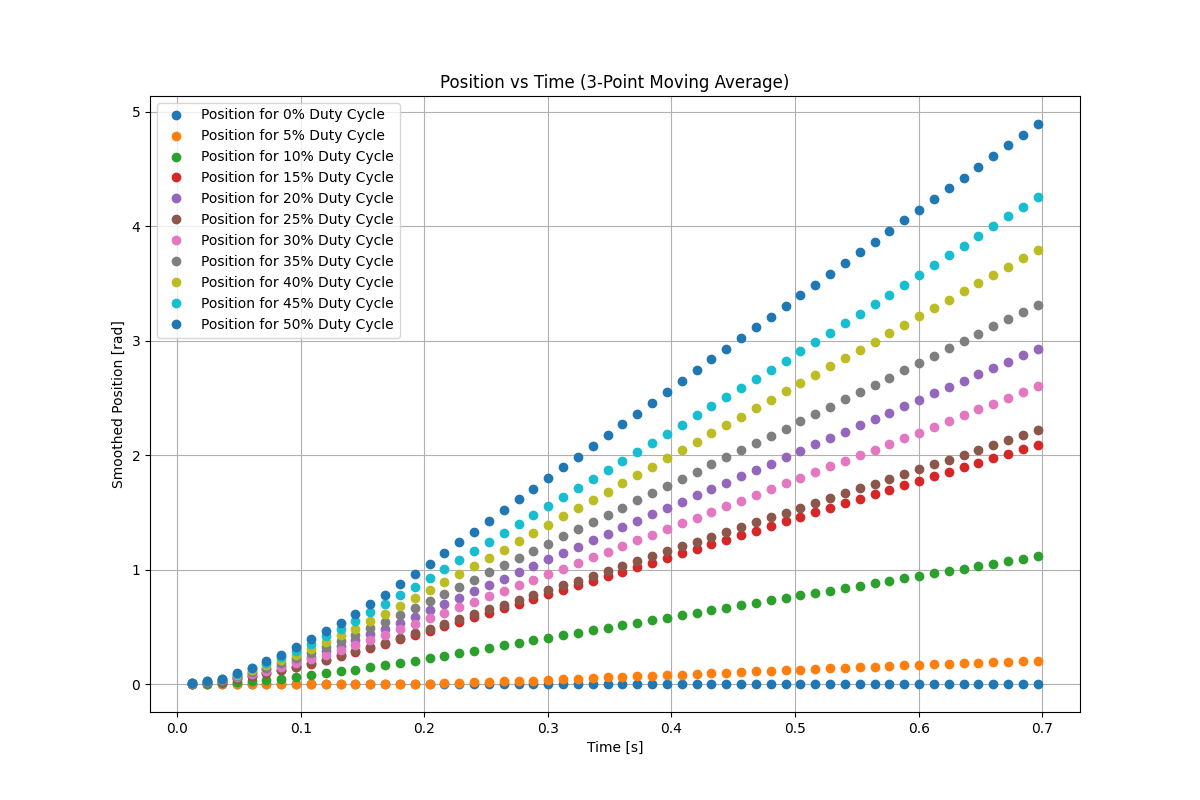 Position vs Time (3-Point Moving Average)
Position for 0% Duty Cycle
Position for 5% Duty Cycle
Position for 10% Duty Cycle
Position for 15% Duty Cycle
Position for 20% Duty Cycle
Position for 25% Duty Cycle
Position for 30% Duty Cycle
Position for 35% Duty Cycle
Position for 40% Duty Cycle
Position for 45% Duty Cycle
Position for 50% Duty Cycle
Smoothed Position [rad]
5
4
3
2
1
0
0.0 0.1 0.2 0.3 0.4 0.5 0.6 0.7
Time [s]